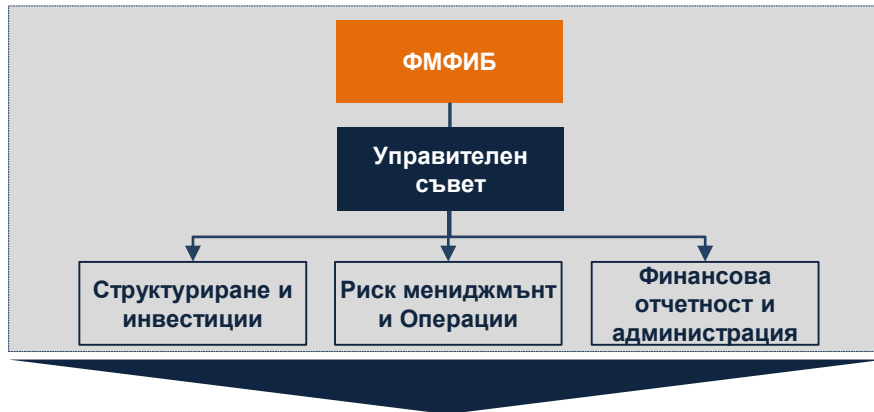 ФМФИБ
Управителен
съвет
Структуриране и
инвестиции
Риск мениджмънт
и Операции
Финансова
отчетност и
администрация